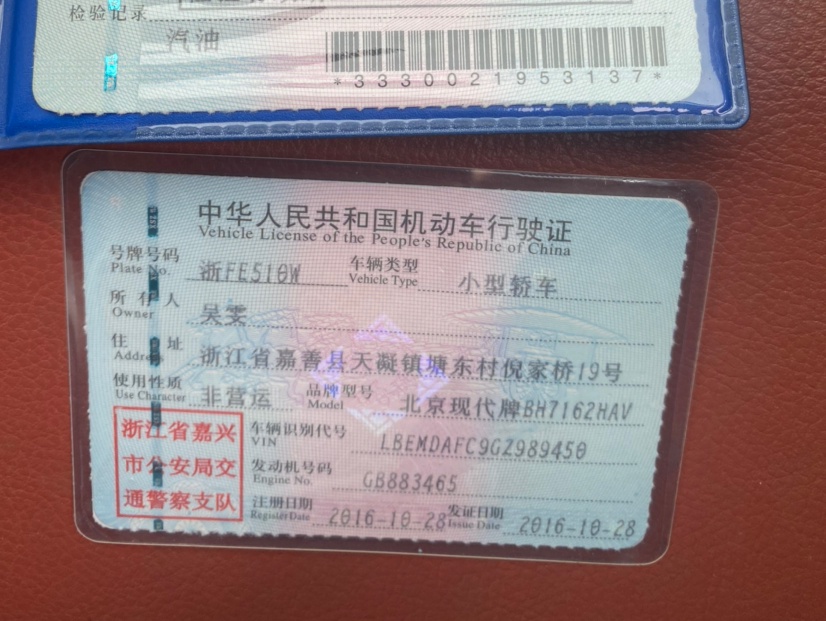 检验记录
汽油
*3330021953137*
中华人民共和国机动车行驶证
Vehicle License of the People's Republic of China
号牌号码 浙FE510W 车辆类型 小型轿车
Plate No. Vehicle Type
所有人 吴雯
Owner
住址 浙江省嘉善县天凝镇塘东村倪家桥19号
Address
使用性质 非营运 品牌型号 北京现代牌BH7162HAV
Use Character Model
浙江省嘉兴
市公安局交
通警察支队
车辆识别代号 LBEMDAFC9GZ989450
VIN
发动机号码 GB883465
Engine No.
注册日期 2016-10-28 发证日期 2016-10-28
Register Date Issue Date